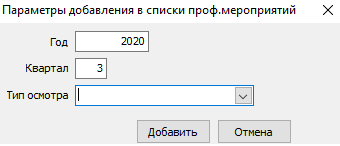 Параметры добавления в списки проф.мероприятий
Год 2020
Квартал 3
Тип осмотра
Добавить Отмена